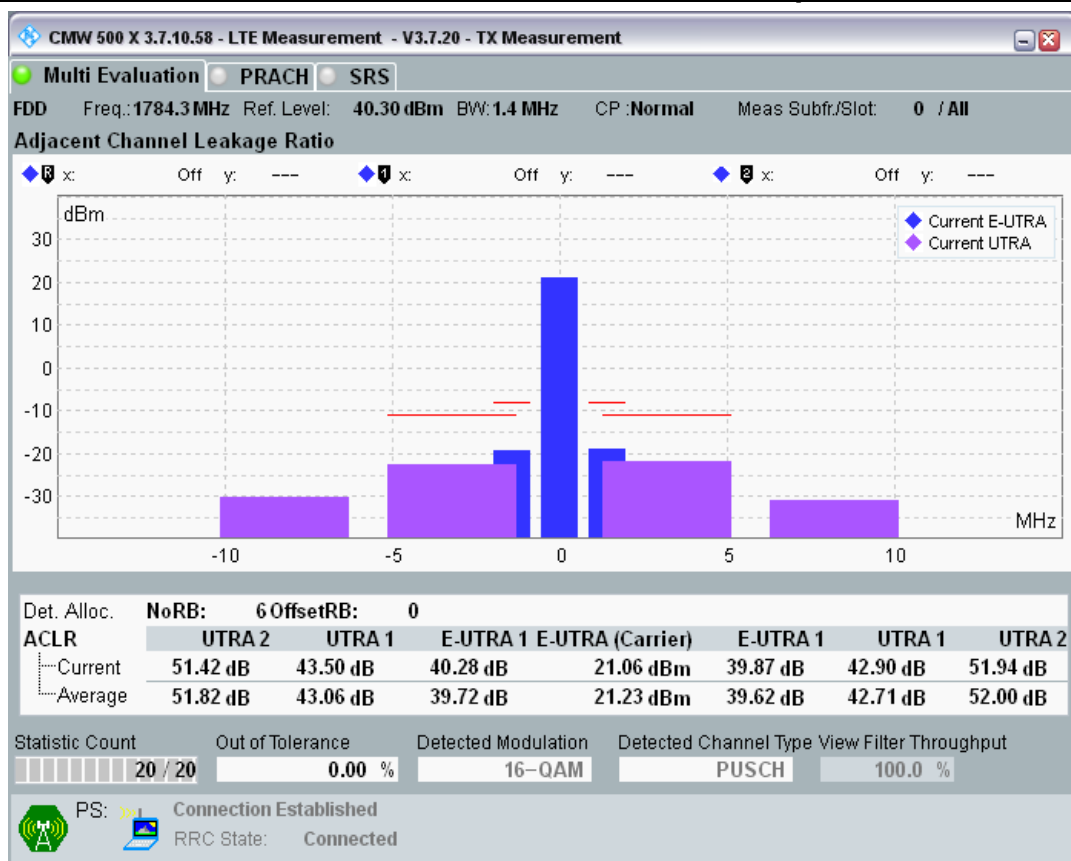 CMW 500 X 3.7.10.58 - LTE Measurement - V3.7.20 - TX Measurement
Multi Evaluation PRACH SRS
FDD Freq.: 1784.3 MHz Ref. Level: 40.30 dBm BW: 1.4 MHz CP :Normal Meas Subfr./Slot: 0 / All
Adjacent Channel Leakage Ratio
R x: Off y: --- 1 x: Off y: --- 2 x: Off y: ---
dBm
Current E-UTRA
Current UTRA
30
20
10
0
-10
-20
-30
MHz
-10 -5 0 5 10
Det. Alloc. NoRB: 6 OffsetRB: 0
ACLR UTRA 2 UTRA 1 E-UTRA 1 E-UTRA (Carrier) E-UTRA 1 UTRA 1 UTRA 2
Current 51.42 dB 43.50 dB 40.28 dB 21.06 dBm 39.87 dB 42.90 dB 51.94 dB
Average 51.82 dB 43.06 dB 39.72 dB 21.23 dBm 39.62 dB 42.71 dB 52.00 dB
Statistic Count Out of Tolerance Detected Modulation Detected Channel Type View Filter Throughput
20 / 20 0.00 % 16-QAM PUSCH 100.0 %
PS: Connection Established
RRC State: Connected